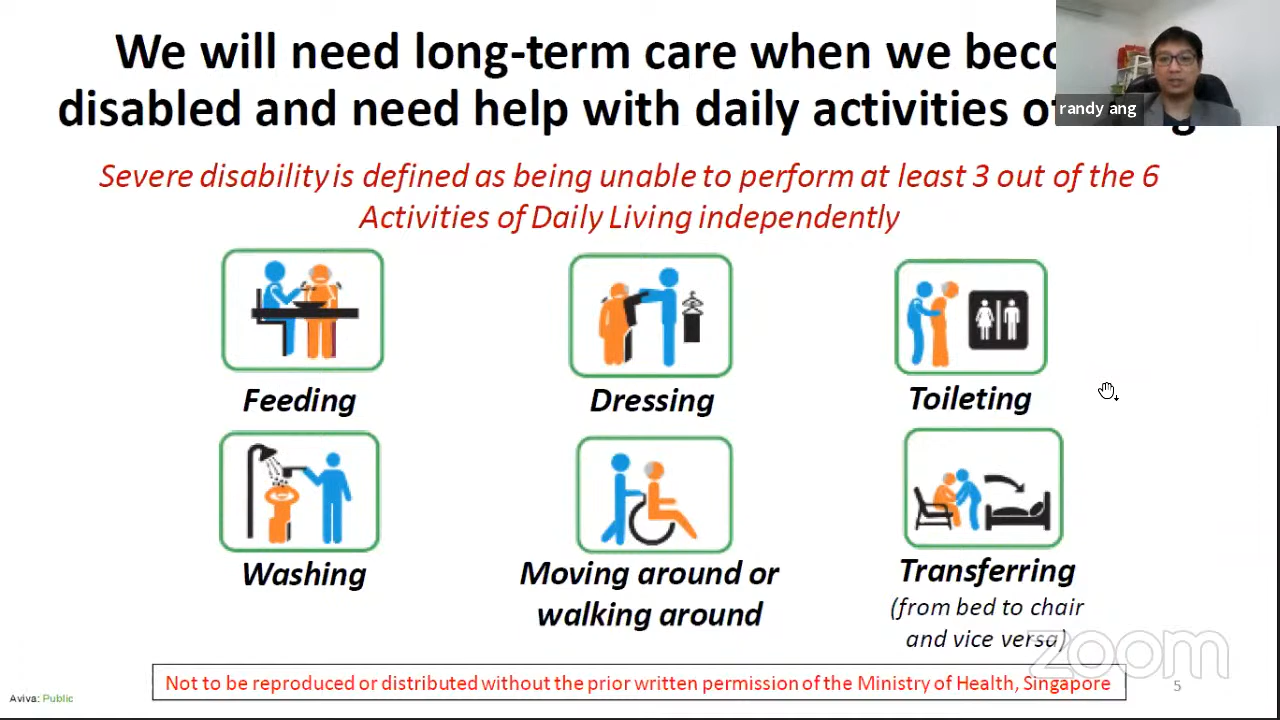 We will need long-term care when we
disabled and need help with daily activities
randy ang
Severe disability is defined as being unable to perform at least 3 out of the 6
Activities of Daily Living independently
Feeding
Dressing
Toileting
Washing
Moving around or
walking around
Transferring
(from bed to chair
and vice versa)
zoom
Not to be reproduced or distributed without the prior written permission of the Ministry of Health, Singapore
Aviva: Public
5